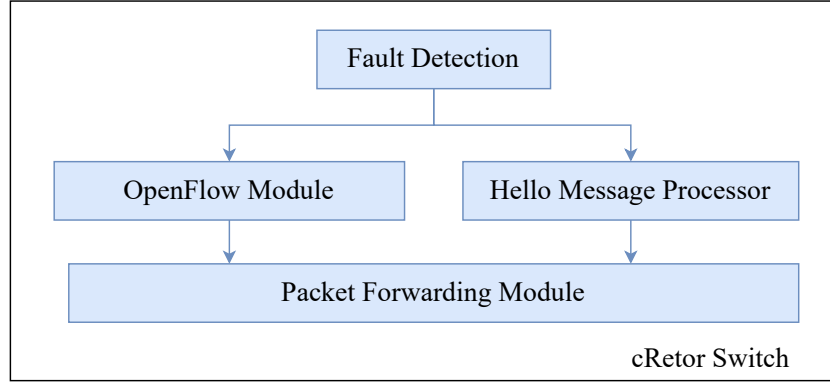 Fault Detection
OpenFlow Module
Hello Message Processor
Packet Forwarding Module
cRetor Switch